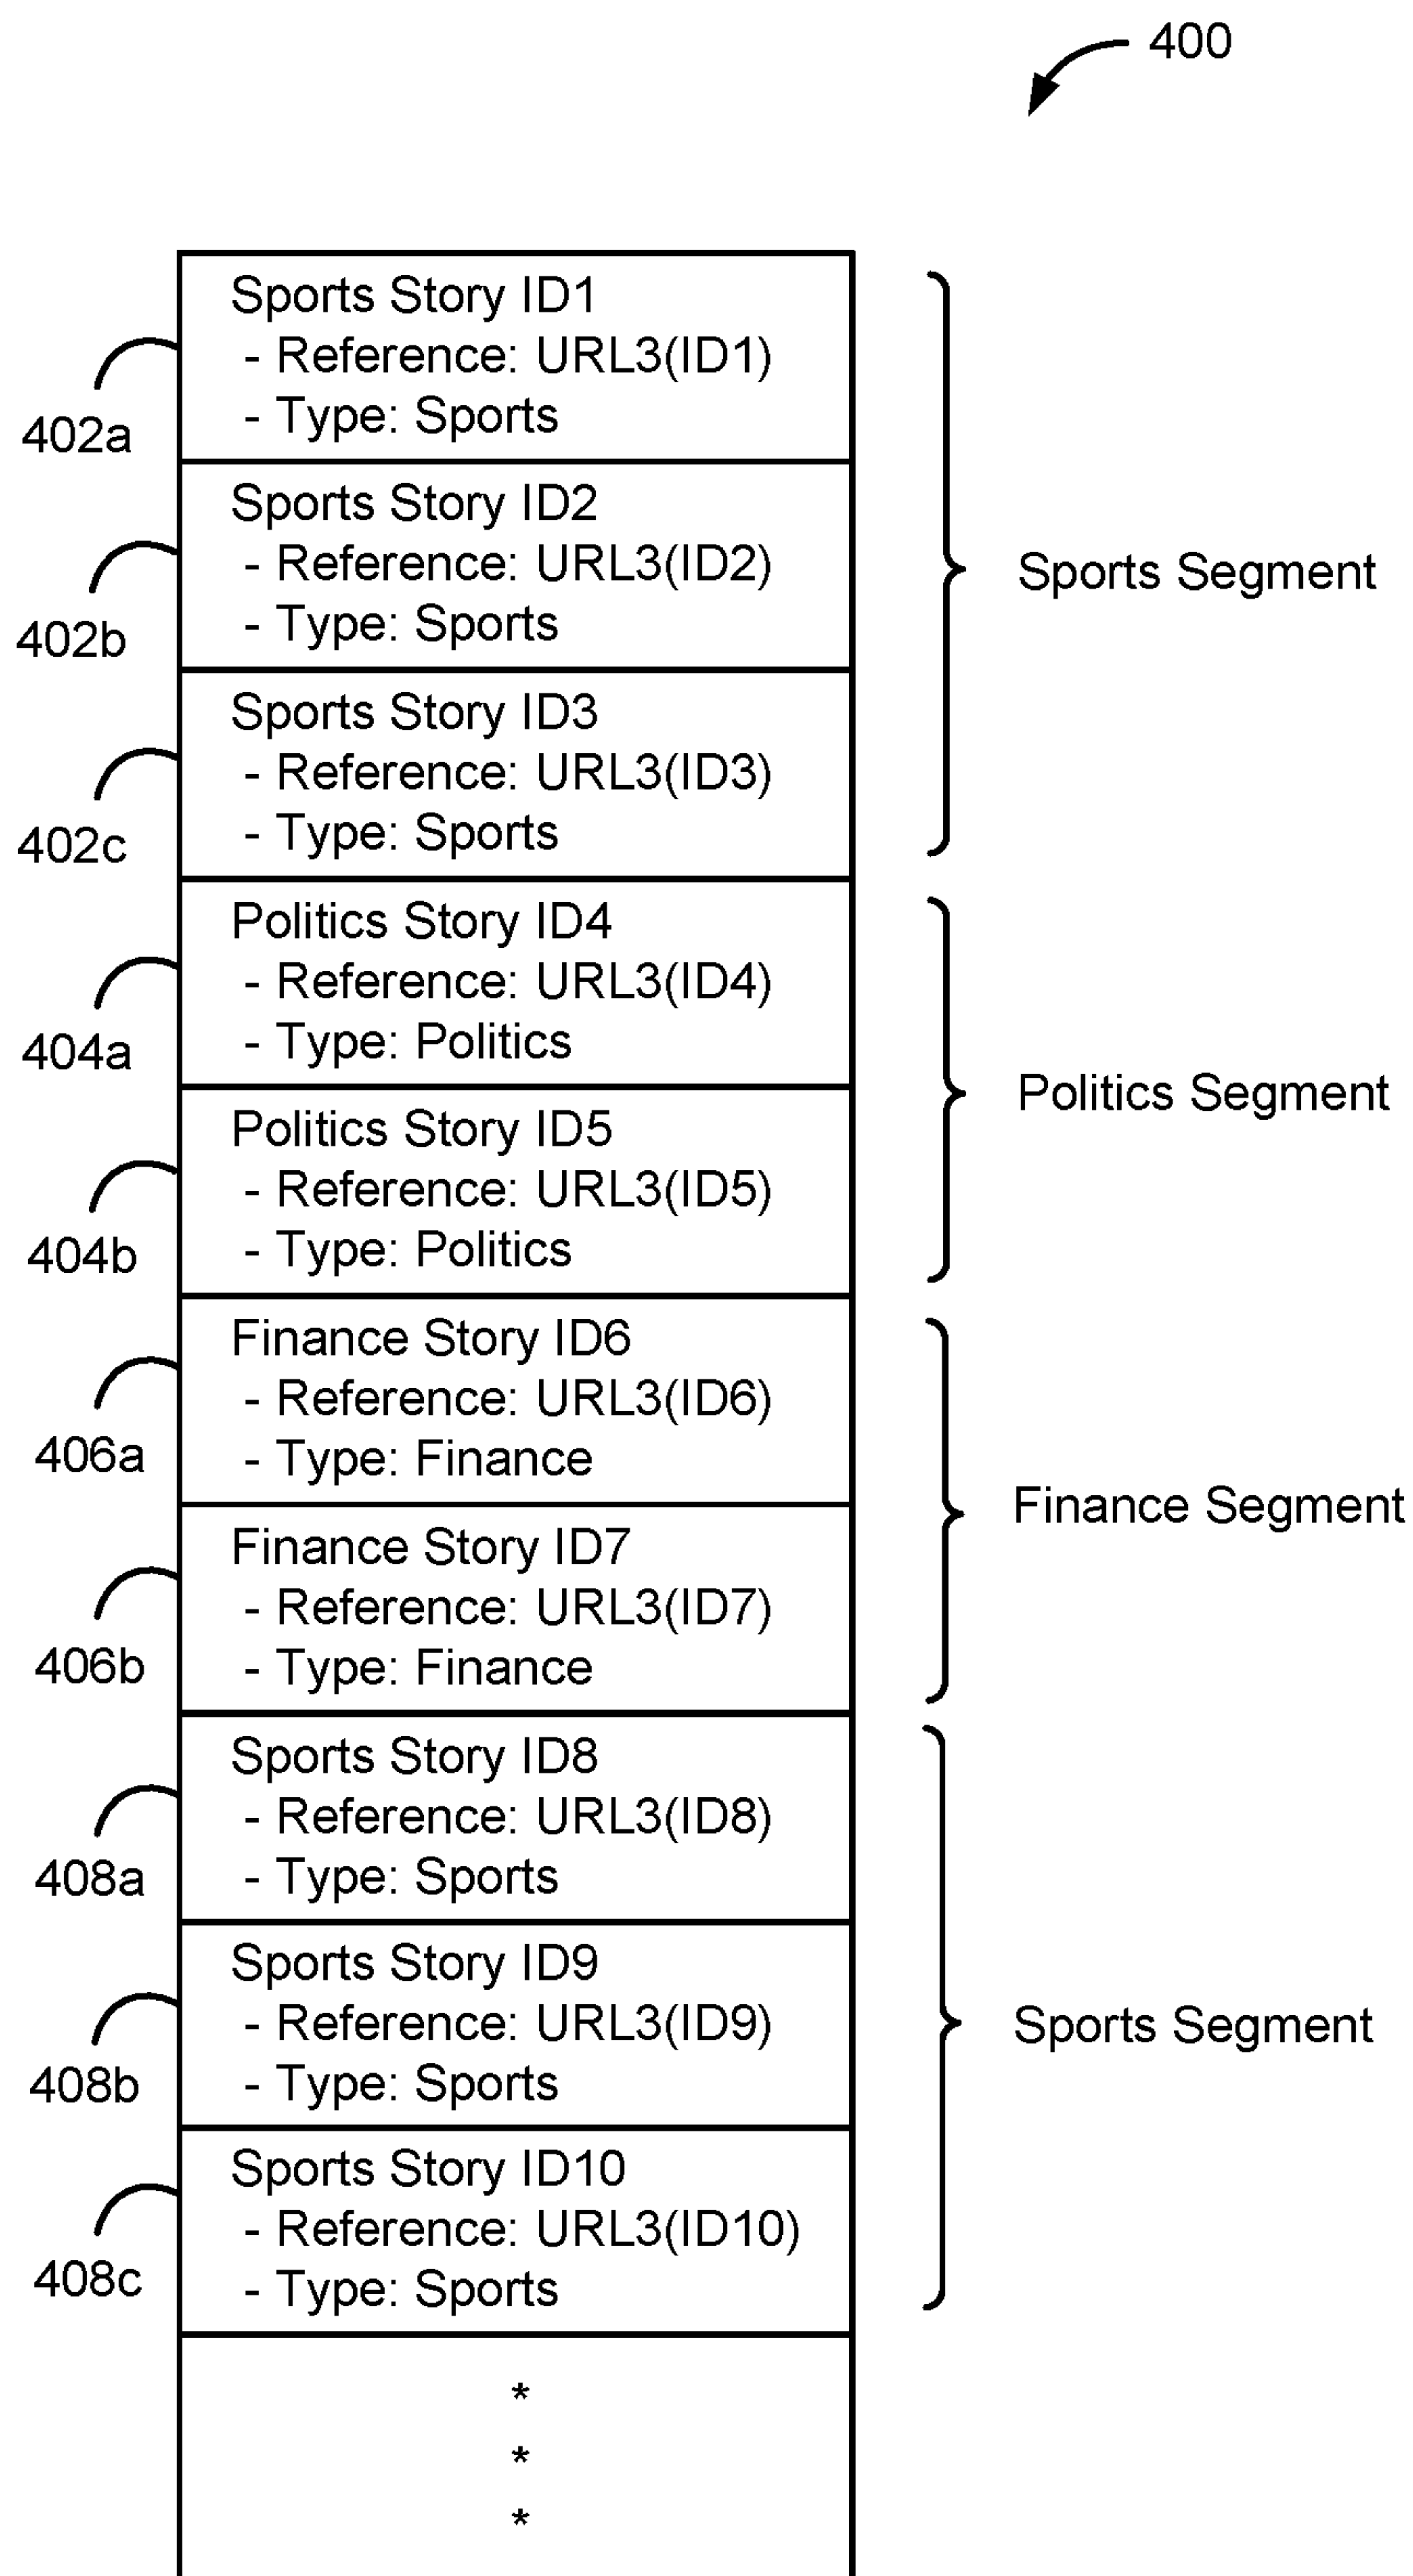 400
Sports Story ID1
- Reference: URL3(ID1)
- Type: Sports
402a
Sports Story ID2
- Reference: URL3(ID2)
- Type: Sports
402b
Sports Segment
Sports Story ID3
- Reference: URL3(ID3)
- Type: Sports
402c
Politics Story ID4
- Reference: URL3(ID4)
- Type: Politics
404a
Politics Segment
Politics Story ID5
- Reference: URL3(ID5)
- Type: Politics
404b
Finance Story ID6
- Reference: URL3(ID6)
- Type: Finance
406a
Finance Segment
Finance Story ID7
- Reference: URL3(ID7)
- Type: Finance
406b
Sports Story ID8
- Reference: URL3(ID8)
- Type: Sports
408a
Sports Story ID9
- Reference: URL3(ID9)
- Type: Sports
408b
Sports Segment
Sports Story ID10
- Reference: URL3(ID10)
- Type: Sports
408c
*
*
*